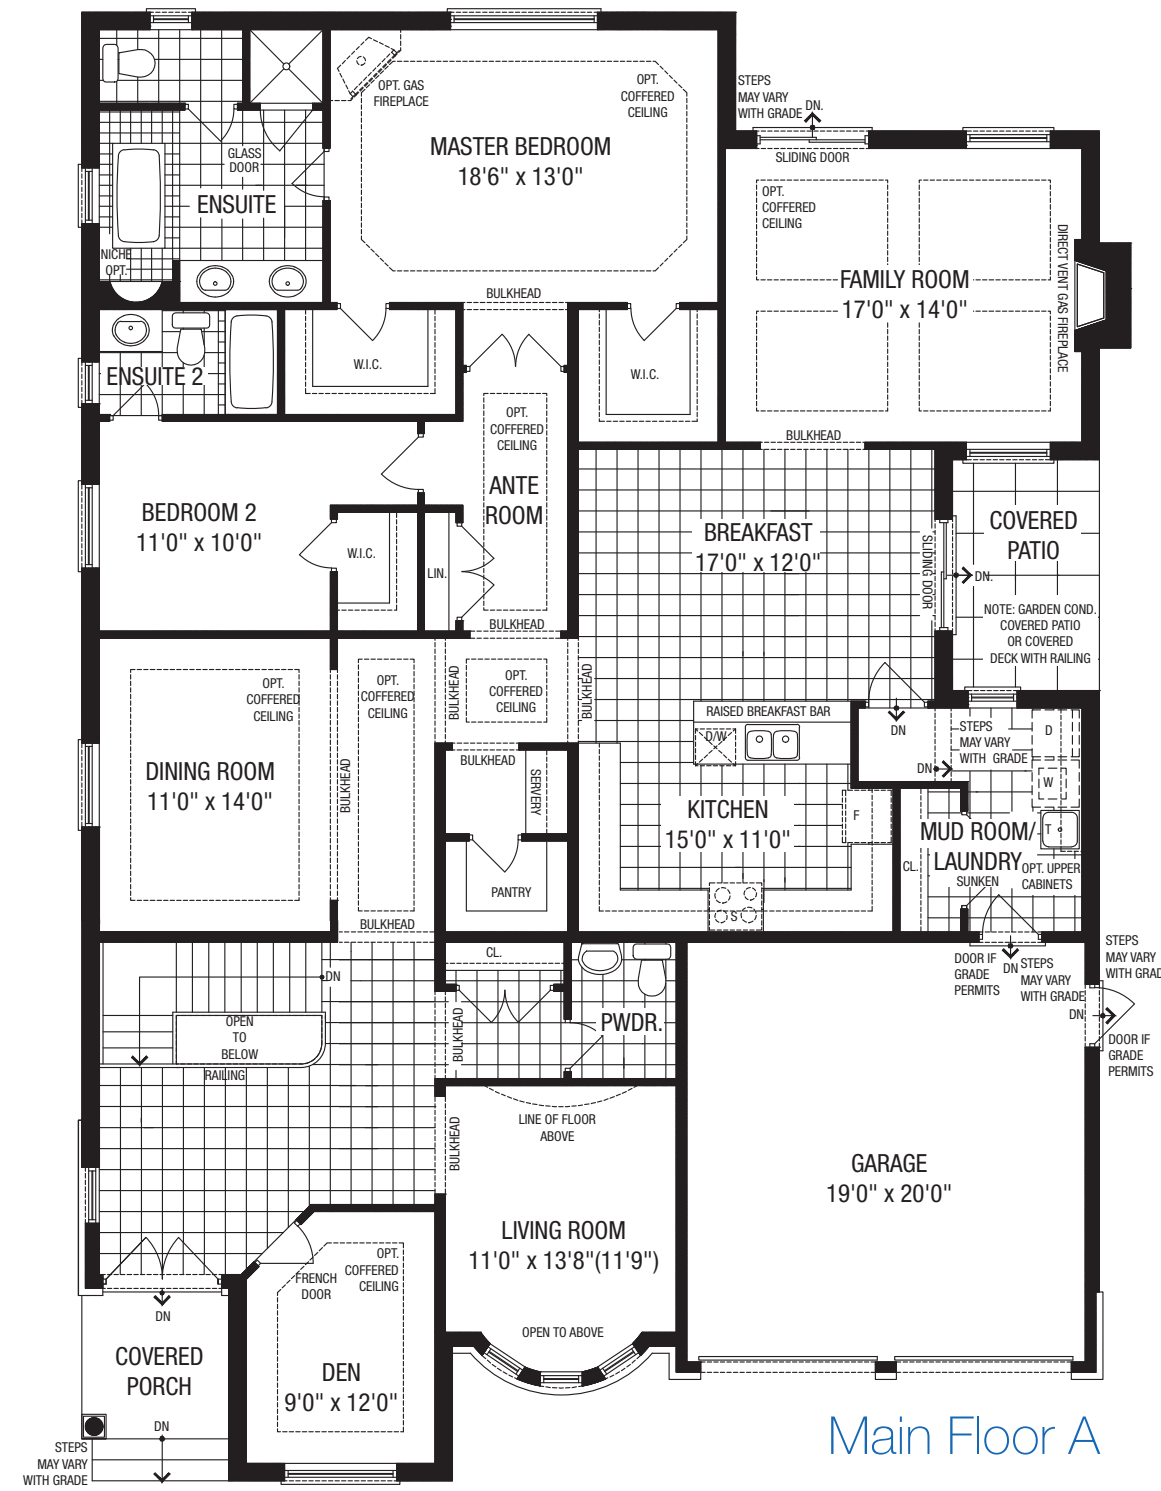 OPT. GAS
FIREPLACE
OPT.
COFFERED
CEILING
MASTER BEDROOM
18'6" x 13'0"
STEPS
MAY VARY
WITH GRADE
DN.
SLIDING DOOR
GLASS
DOOR
ENSUITE
NICHE
OPT.
OPT.
COFFERED
CEILING
FAMILY ROOM
17'0" x 14'0"
DIRECT VENT GAS FIREPLACE
BULKHEAD
ENSUITE 2
W.I.C.
W.I.C.
OPT.
COFFERED
CEILING
BULKHEAD
ANTE
ROOM
BEDROOM 2
11'0" x 10'0"
W.I.C.
LIN.
BREAKFAST
17'0" x 12'0"
SLIDING DOOR
COVERED
PATIO
DN.
NOTE: GARDEN COND.
COVERED PATIO
OR COVERED
DECK WITH RAILING
BULKHEAD
OPT.
COFFERED
CEILING
OPT.
COFFERED
CEILING
BULKHEAD
OPT.
COFFERED
CEILING
BULKHEAD
RAISED BREAKFAST BAR
D/W
DN
STEPS
MAY VARY
WITH GRADE
DN
D
W
DINING ROOM
11'0" x 14'0"
BULKHEAD
BULKHEAD
SERVERY
KITCHEN
15'0" x 11'0"
F
MUD ROOM/
LAUNDRY
T
CL.
SUNKEN
OPT. UPPER
CABINETS
PANTRY
S
BULKHEAD
CL.
DOOR IF
GRADE
PERMITS
DN
STEPS
MAY VARY
WITH GRADE
STEPS
MAY VARY
WITH GRAD
DN
DOOR IF
GRADE
PERMITS
DN
OPEN
TO
BELOW
RAILING
BULKHEAD
PWDR.
BULKHEAD
LINE OF FLOOR
ABOVE
GARAGE
19'0" x 20'0"
LIVING ROOM
11'0" x 13'8"(11'9")
OPEN TO ABOVE
OPT.
COFFERED
CEILING
FRENCH
DOOR
DN
COVERED
PORCH
DEN
9'0" x 12'0"
DN
STEPS
MAY VARY
WITH GRADE
Main Floor A